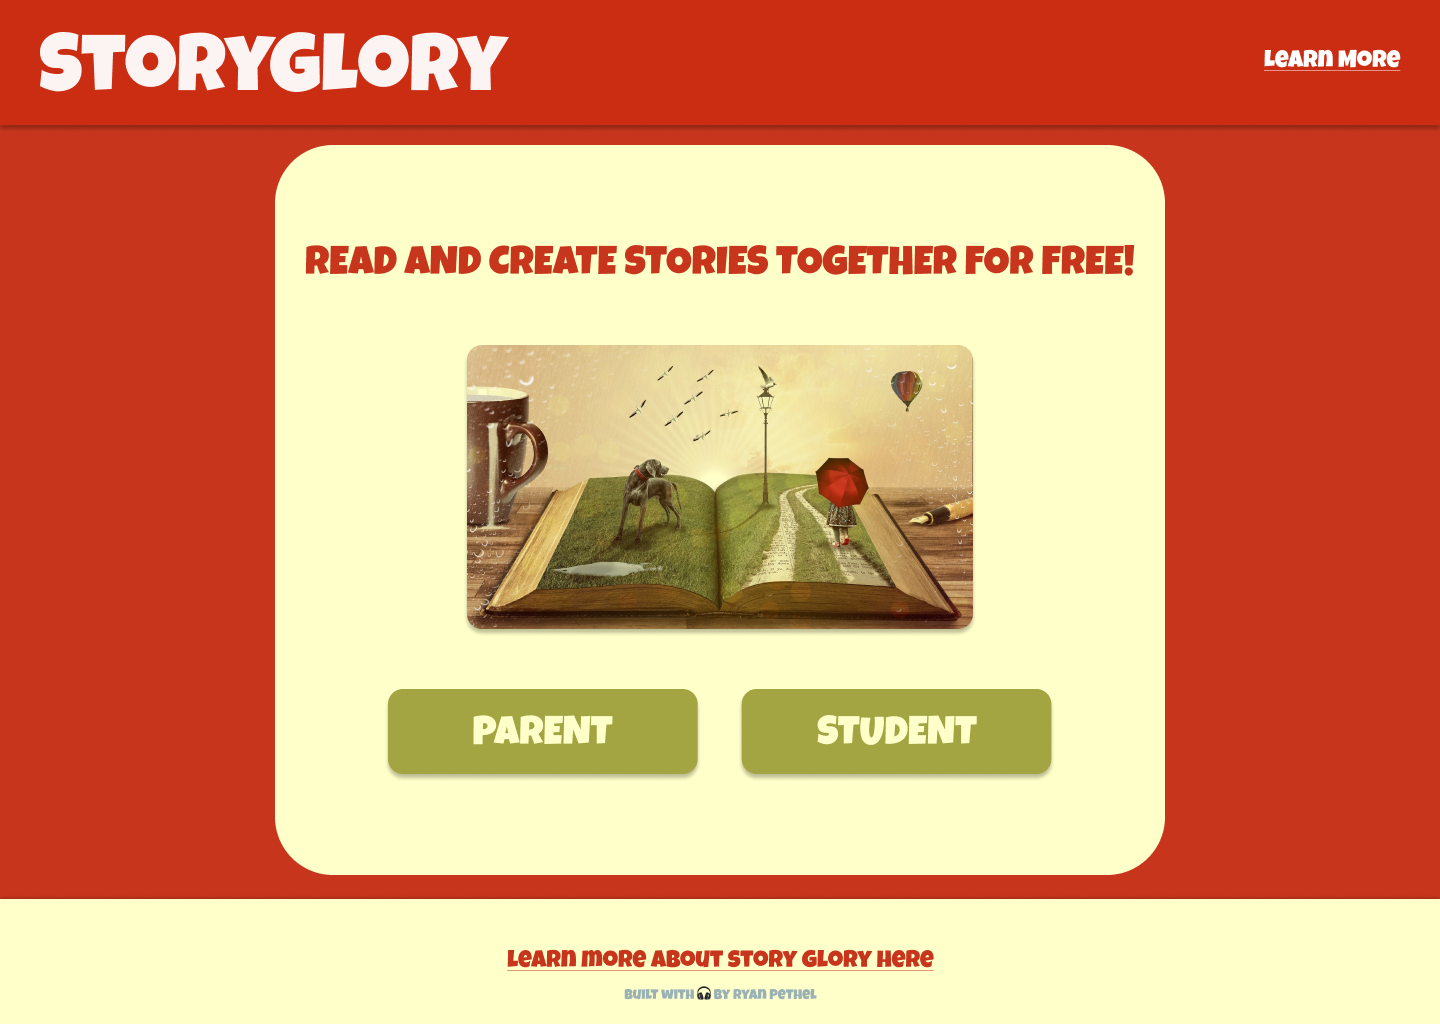 STORYGLORY
Learn More
READ AND CREATE STORIES TOGETHER FOR FREE!
PARENT
STUDENT
Learn more about Story Glory here
Built with 🎧 by Ryan Pethel